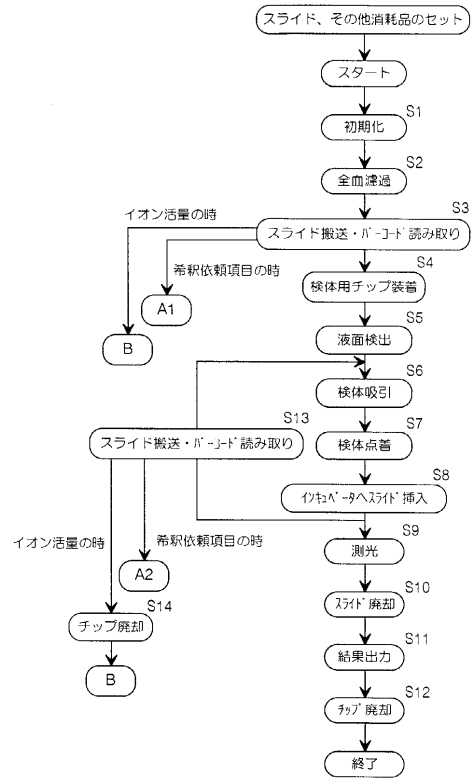 スライド、その他消耗品のセット
スタート
S1
初期化
S2
全血濾過
S3
スライド搬送・ﾊﾞｰｺｰﾄﾞ読み取り
イオン活量の時
希釈依頼項目の時
A1
B
S4
検体用チップ装着
S5
液面検出
S6
検体吸引
S7
検体点着
S8
ｲﾝｷｭﾍﾞｰﾀへｽﾗｲﾄﾞ挿入
S13
スライド搬送・ﾊﾞｰｺｰﾄﾞ読み取り
イオン活量の時
希釈依頼項目の時
A2
S14
チップ廃却
B
S9
測光
S10
ｽﾗｲﾄﾞ廃却
S11
結果出力
S12
ﾁｯﾌﾟ廃却
終了